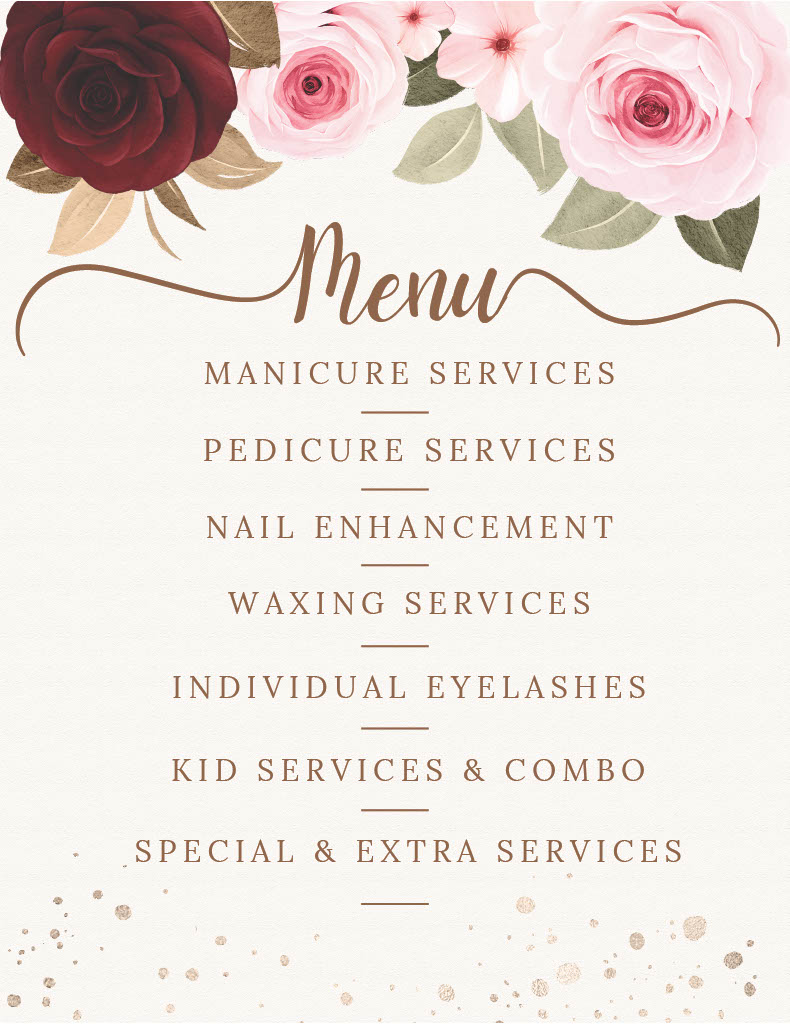 Menu
MANICURE SERVICES
PEDICURE SERVICES
NAIL ENHANCEMENT
WAXING SERVICES
INDIVIDUAL EYELASHES
KID SERVICES & COMBO
SPECIAL & EXTRA SERVICES